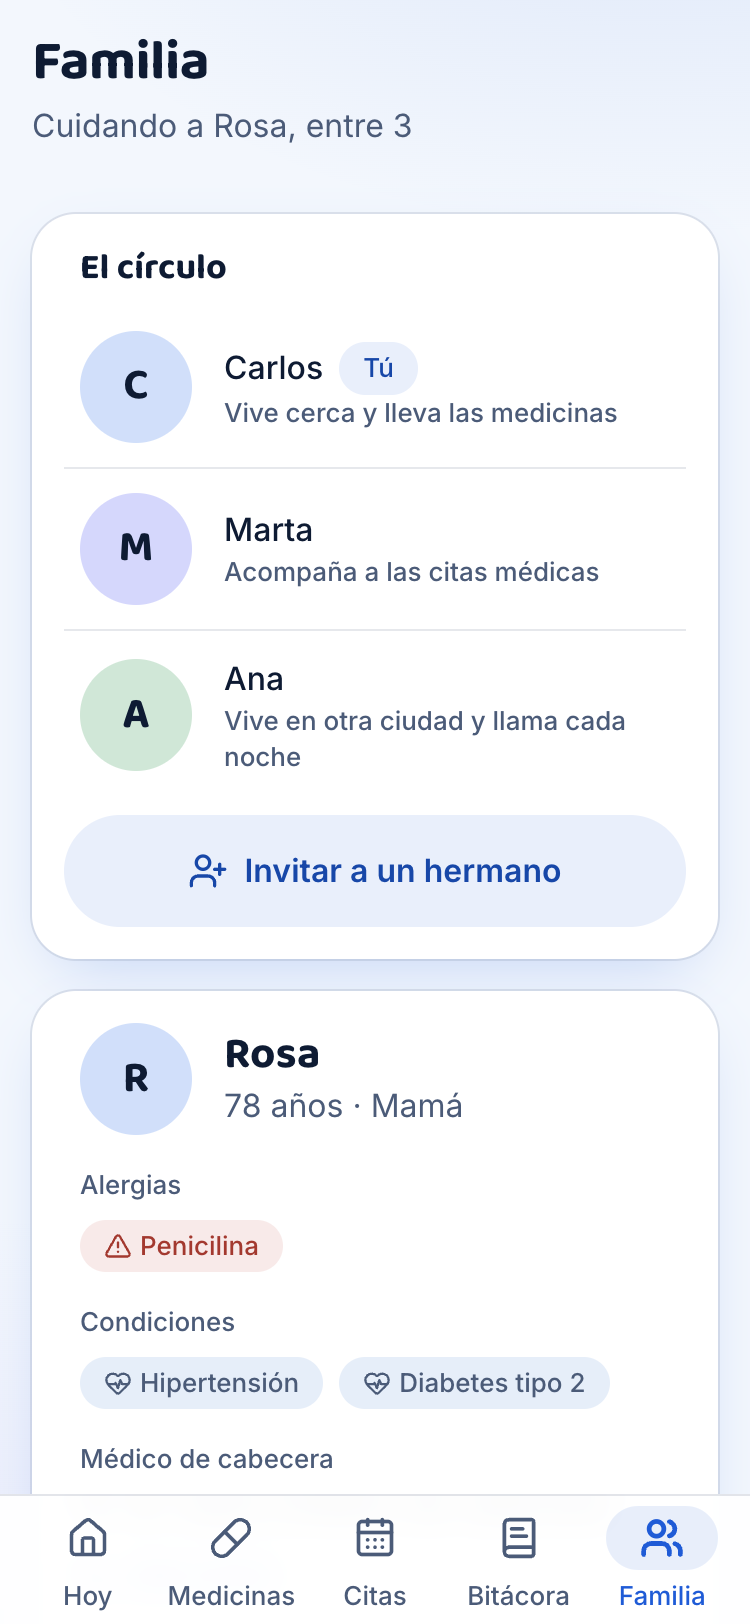 Familia
Cuidando a Rosa, entre 3
El círculo
C
Carlos
Tú
Vive cerca y lleva las medicinas
M
Marta
Acompaña a las citas médicas
A
Ana
Vive en otra ciudad y llama cada
noche
Invitar a un hermano
R
Rosa
78 años · Mamá
Alergias
Penicilina
Condiciones
Hipertensión
Diabetes tipo 2
Médico de cabecera
Hoy
Medicinas
Citas
Bitácora
Familia